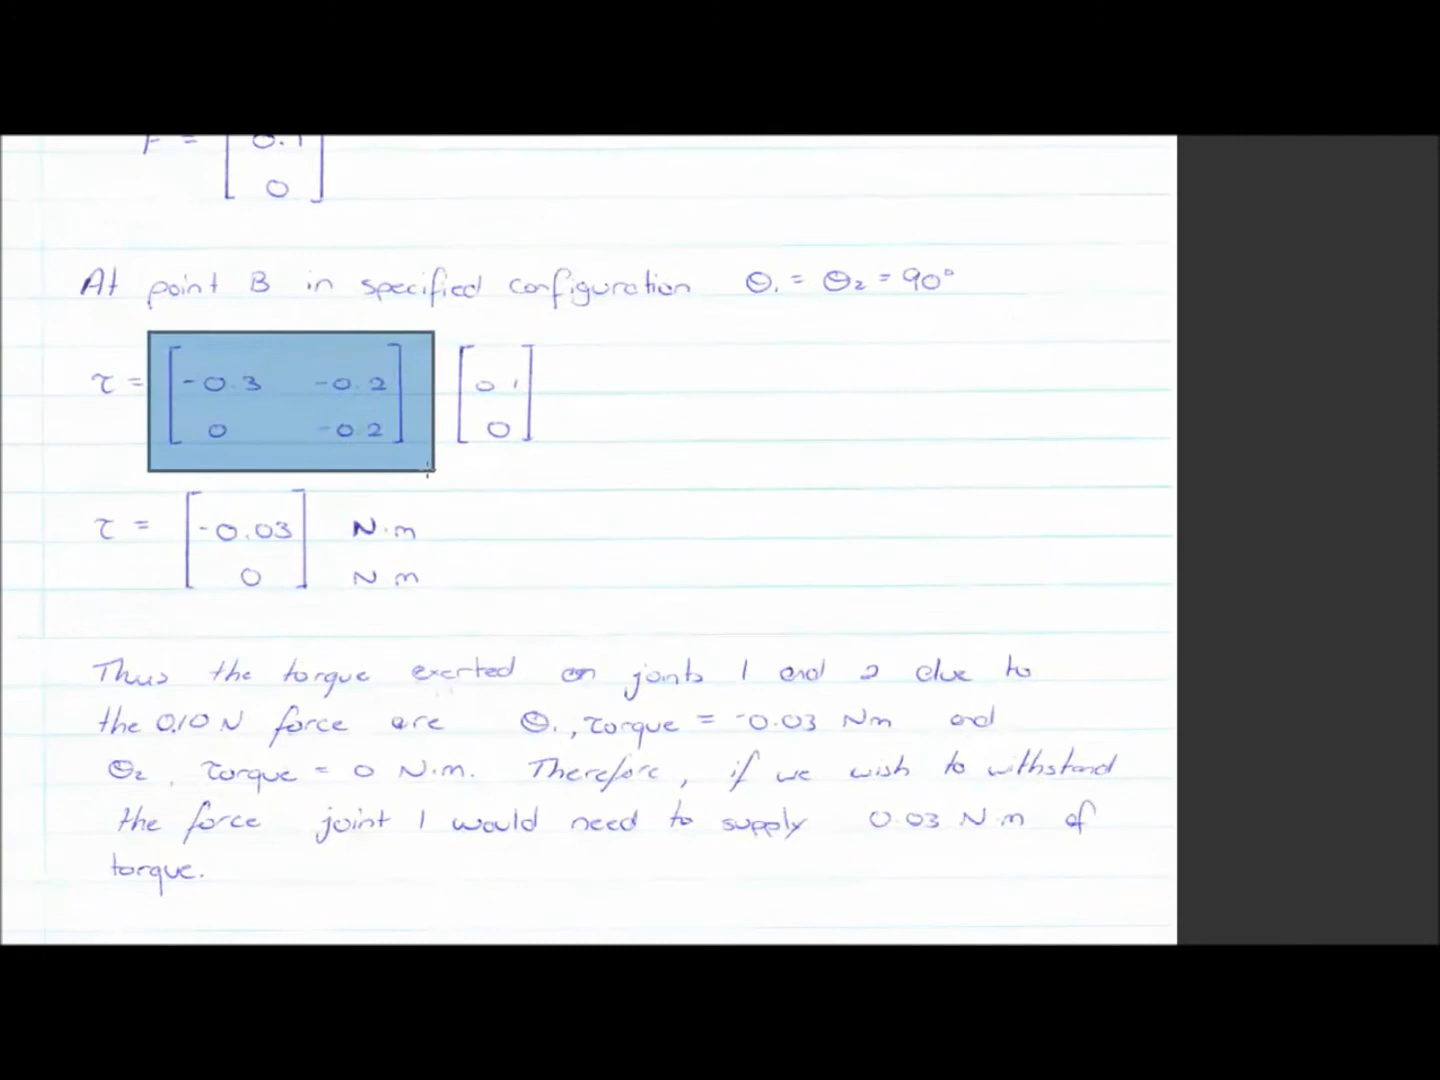 F = [ 0.1
0 ]
At point B in specified configuration θ₁ = θ₂ = 90°
τ = [ -0.3 -0.2 ] [ 0.1 ]
[ 0 -0.2 ] [ 0 ]
τ = [ -0.03 ] N·m
[ 0 ] N m
Thus the torque exerted on joints 1 and 2 due to
the 0.10 N force are θ₁, torque = -0.03 Nm and
θ₂, torque = 0 N.m. Therefore, if we wish to withstand
the force joint 1 would need to supply 0.03 N·m of
torque.